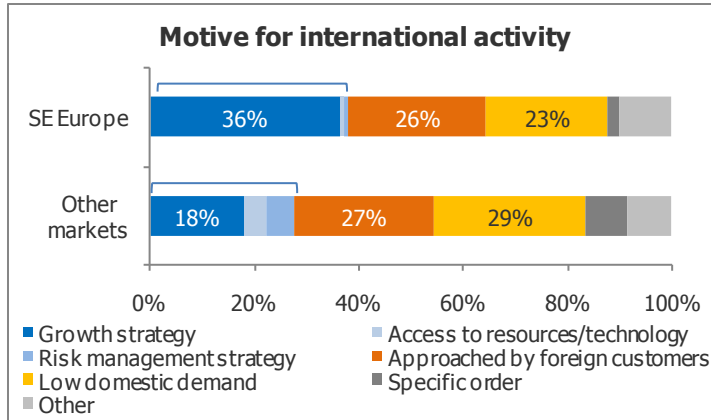 Motive for international activity
SE Europe
36%
26%
23%
Other
markets
18%
27%
29%
0%
20%
40%
60%
80%
100%
Growth strategy
Access to resources/technology
Risk management strategy
Approached by foreign customers
Low domestic demand
Specific order
Other